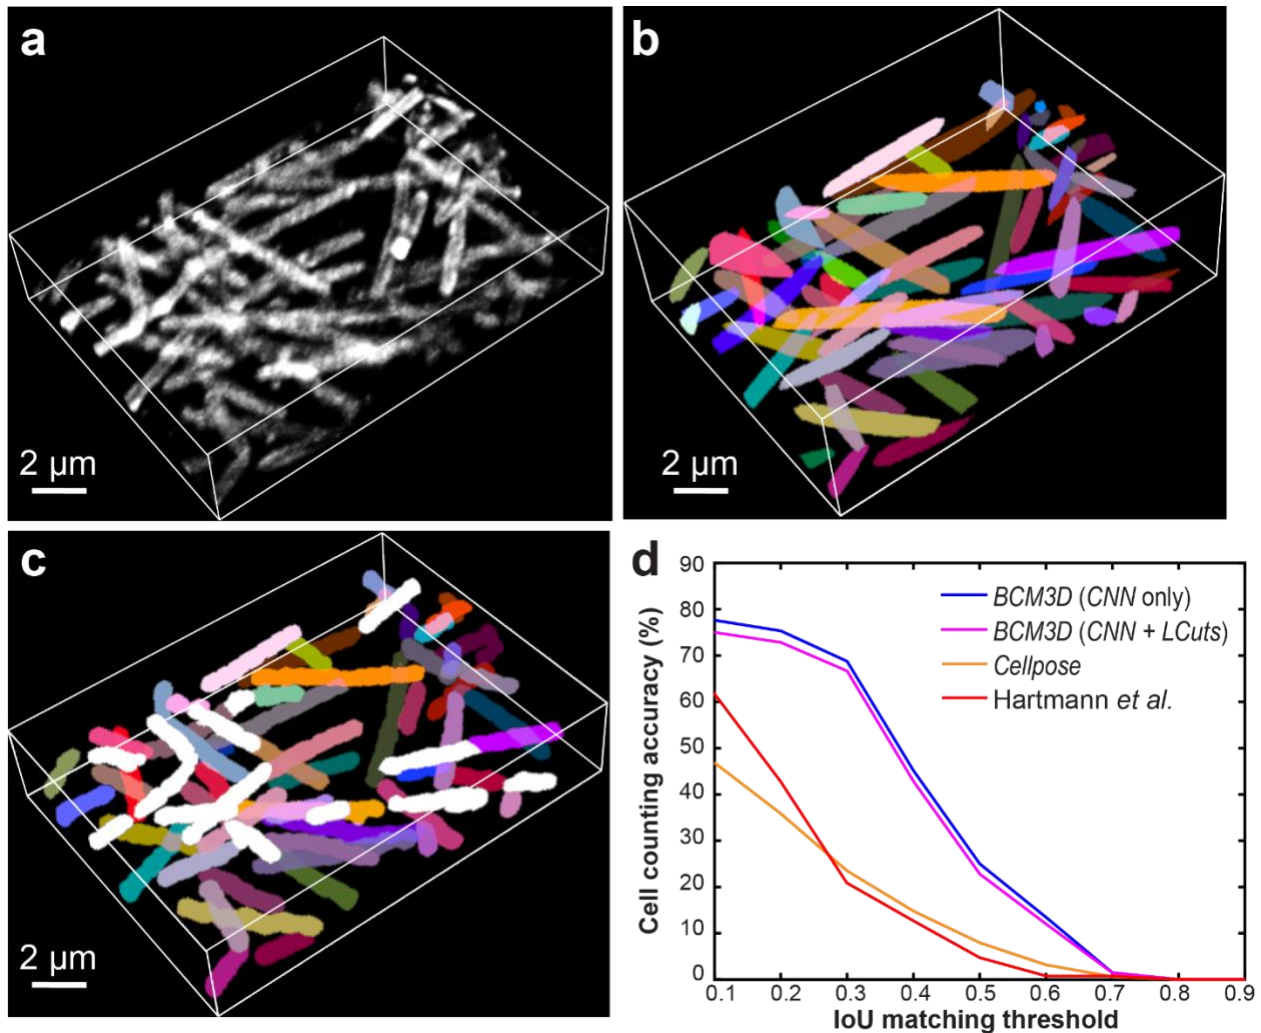 a
2 μm
b
2 μm
c
2 μm
d
Cell counting accuracy (%)
90
80
70
60
50
40
30
20
10
0
BCM3D (CNN only)
BCM3D (CNN + LCuts)
Cellpose
Hartmann et al.
0.1 0.2 0.3 0.4 0.5 0.6 0.7 0.8 0.9
IoU matching threshold